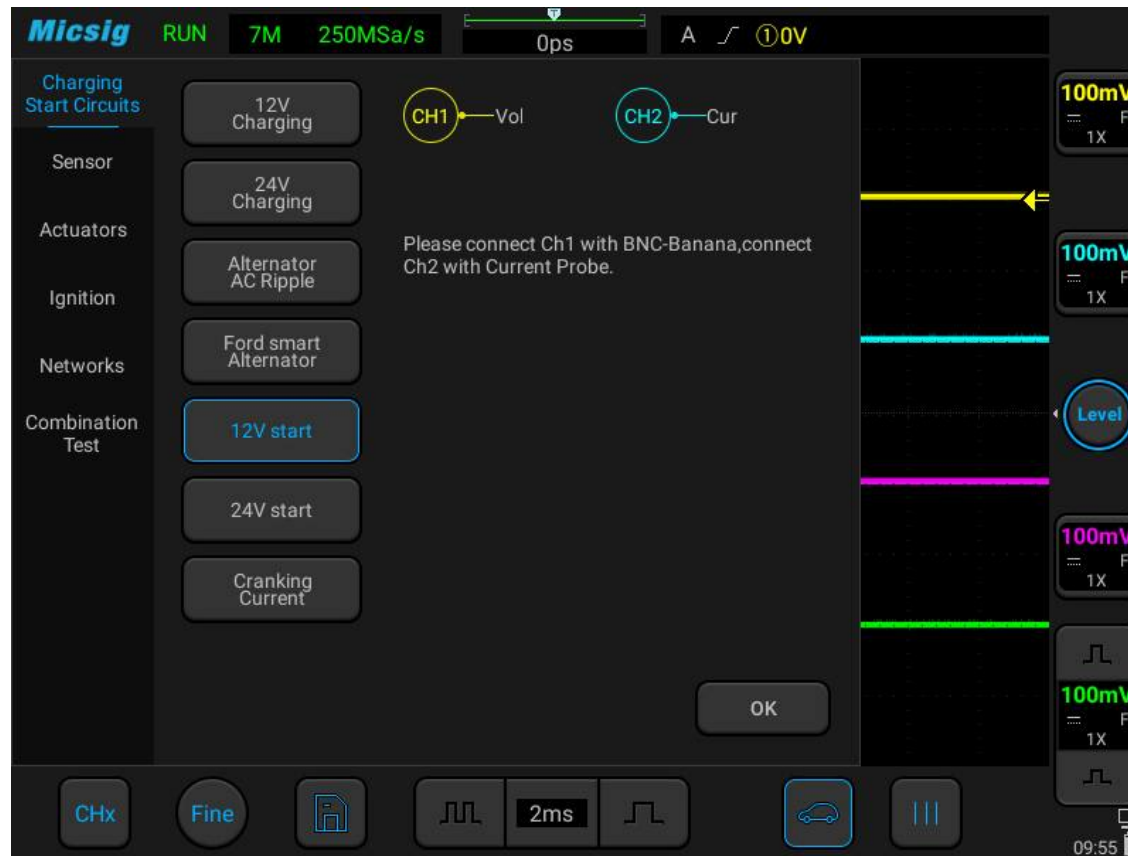 Micsig RUN 7M 250MSa/s 0ps A ①0V
T
Charging
Start Circuits
Sensor
Actuators
Ignition
Networks
Combination
Test
12V
Charging
24V
Charging
Alternator
AC Ripple
Ford smart
Alternator
12V start
24V start
Cranking
Current
CH1 Vol CH2 Cur
Please connect Ch1 with BNC-Banana,connect
Ch2 with Current Probe.
OK
100mV
F
1X
100mV
F
1X
Level
100mV
F
1X
100mV
F
1X
CHx Fine 2ms
09:55